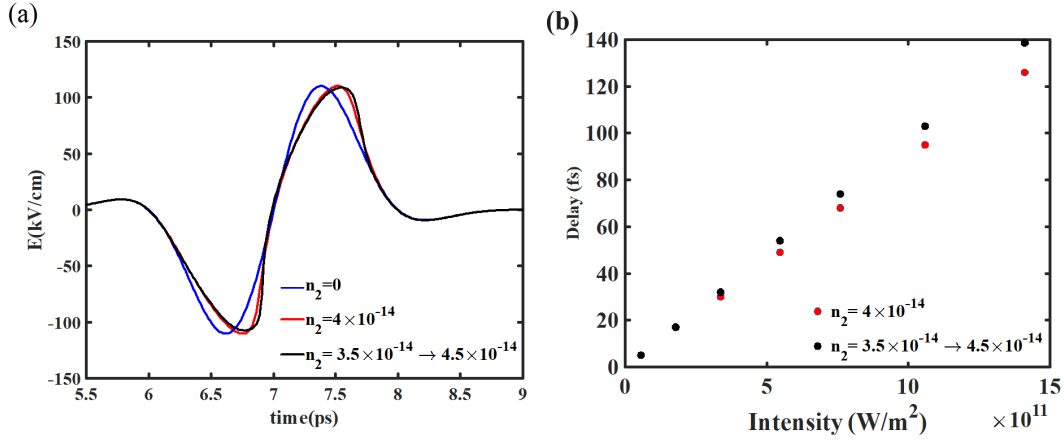 (a)
150
100
50
0
-50
-100
-150
E(kV/cm)
n2=0
n2=4×10-14
n2= 3.5×10-14 → 4.5×10-14
5.5
6
6.5
7
7.5
8
8.5
9
time(ps)
(b)
140
120
100
80
60
40
20
0
Delay (fs)
n2= 4×10-14
n2= 3.5×10-14 → 4.5×10-14
0
5
10
15
Intensity (W/m2)
×1011